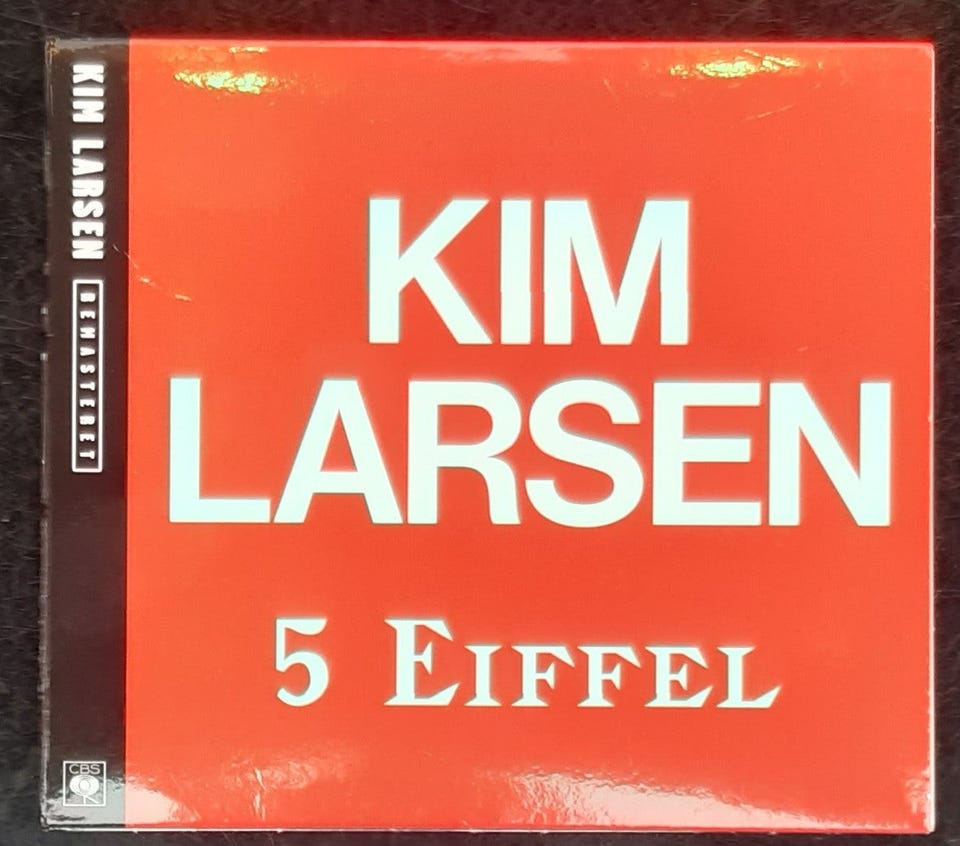 KIM LARSEN REMASTERET
KIM
LARSEN
5 EIFFEL
CBS